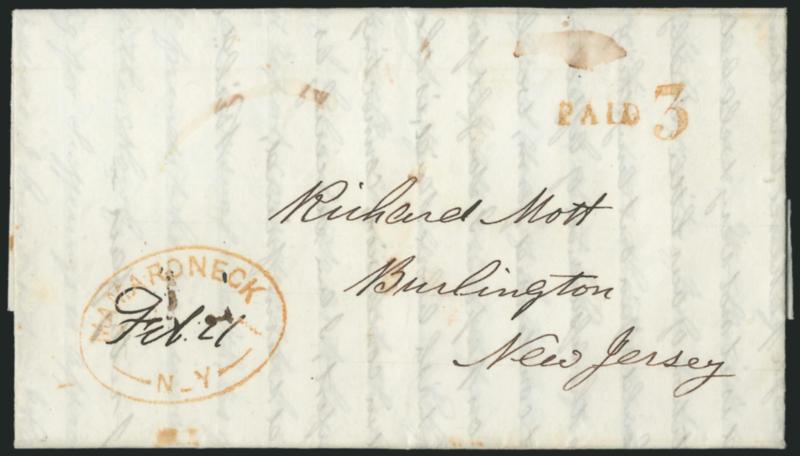 PAID 3
Richard Mott
Burlington
New Jersey
MAMARONECK
Feb. 21
N-Y